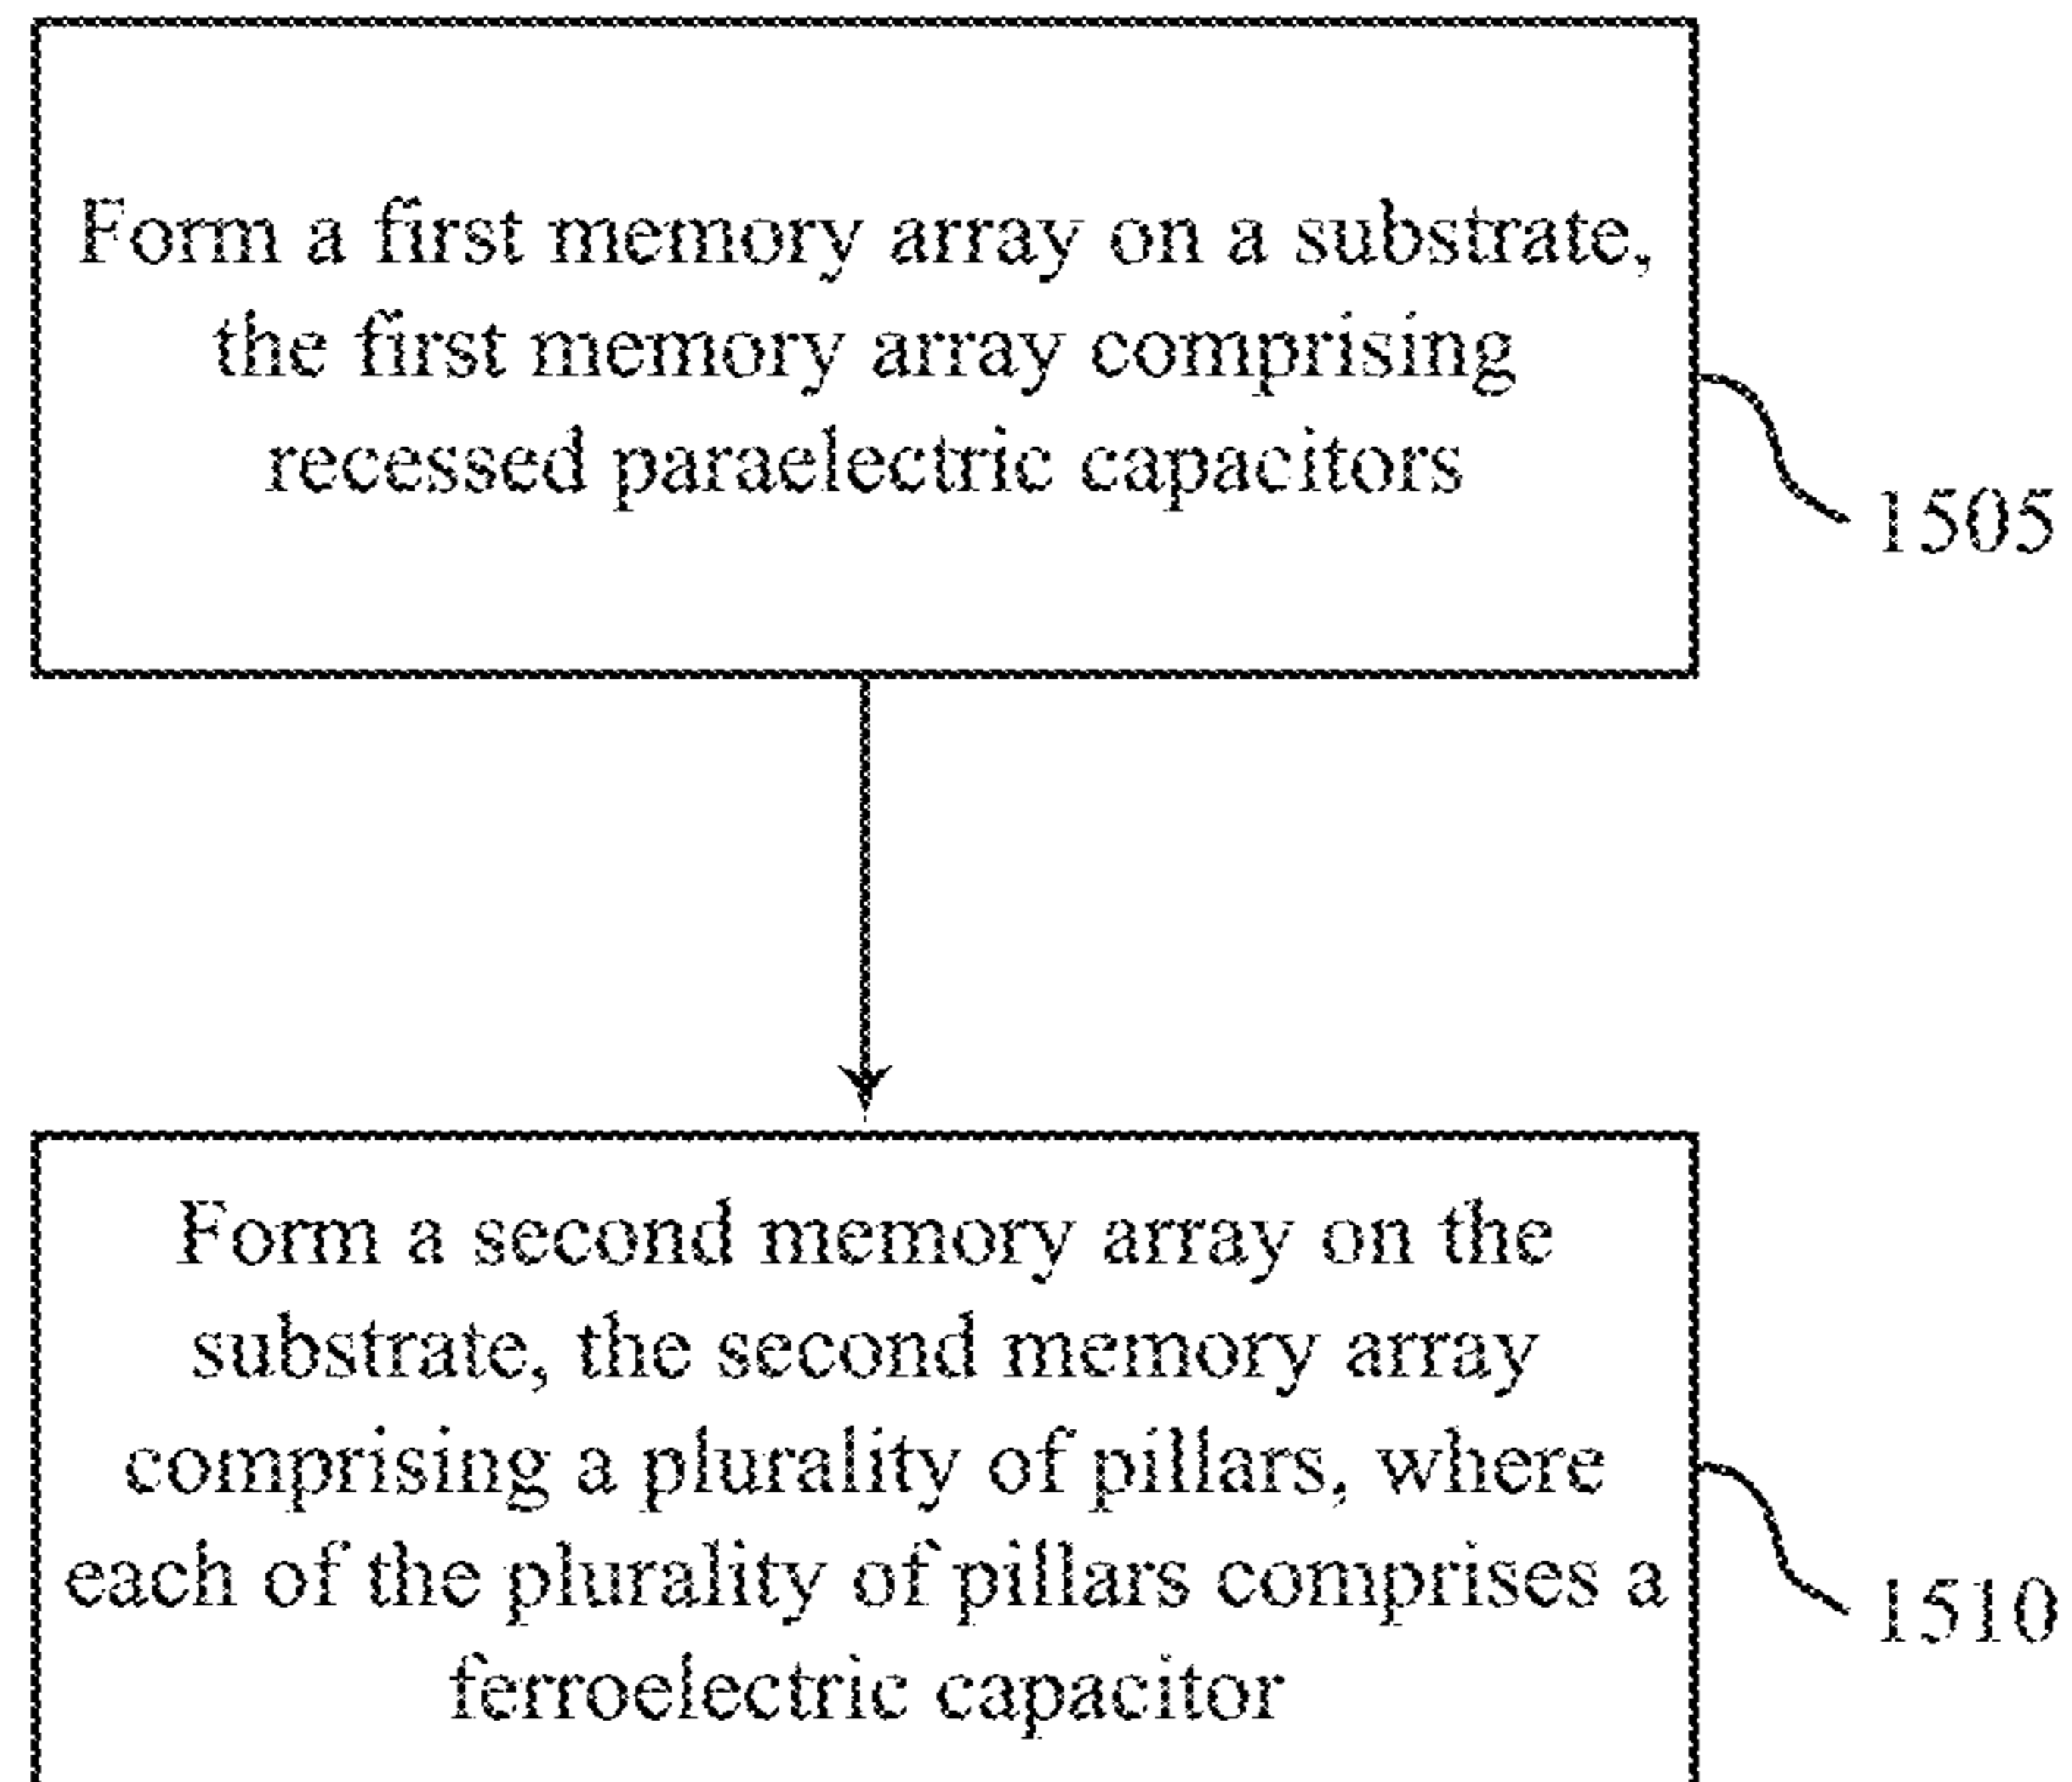 Form a first memory array on a substrate,
the first memory array comprising
recessed paraelectric capacitors
1505
Form a second memory array on the
substrate, the second memory array
comprising a plurality of pillars, where
each of the plurality of pillars comprises a
ferroelectric capacitor
1510